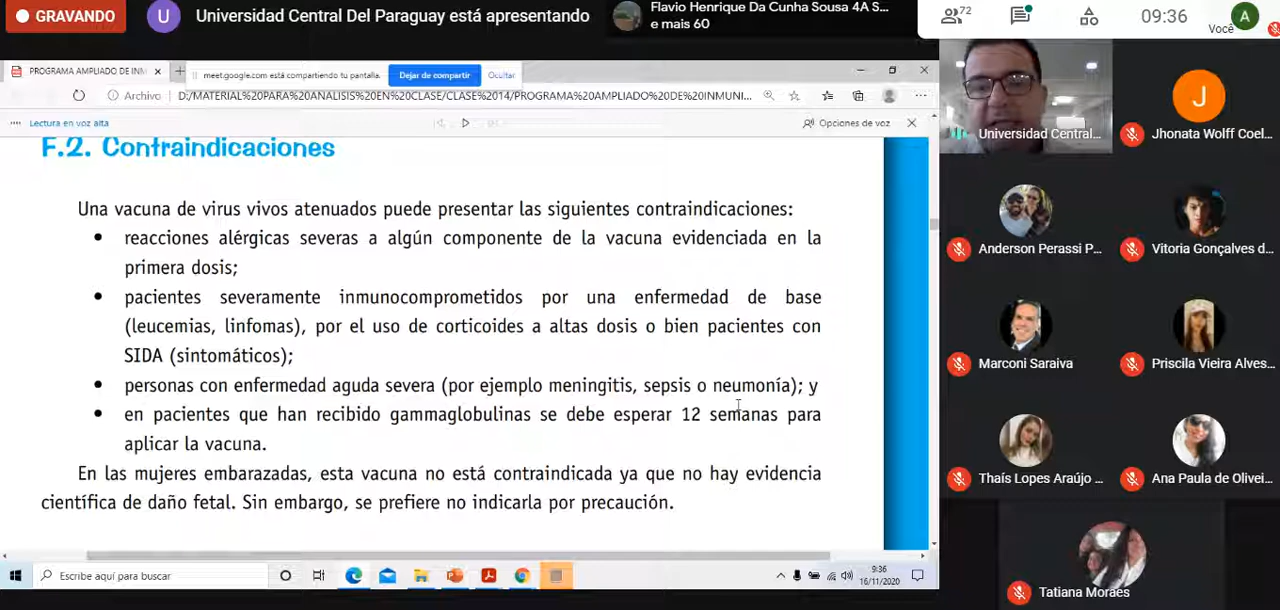 GRAVANDO
U
Universidad Central Del Paraguay está apresentando
Flavio Henrique Da Cunha Sousa 4A S...
e mais 60
72
09:36
Você
A
PROGRAMA AMPLIADO DE INM
meet.google.com está compartiendo tu pantalla.
Dejar de compartir
Ocultar
Archivo
D:/MATERIAL%20PARA%20ANALISIS%20EN%20CLASE/CLASE%2014/PROGRAMA%20AMPLIADO%20DE%20INMUNI...
Lectura en voz alta
Opciones de voz
F.2. Contraindicaciones
Una vacuna de virus vivos atenuados puede presentar las siguientes contraindicaciones:
• reacciones alérgicas severas a algún componente de la vacuna evidenciada en la
primera dosis;
• pacientes severamente inmunocomprometidos por una enfermedad de base
(leucemias, linfomas), por el uso de corticoides a altas dosis o bien pacientes con
SIDA (sintomáticos);
• personas con enfermedad aguda severa (por ejemplo meningitis, sepsis o neumonía); y
• en pacientes que han recibido gammaglobulinas se debe esperar 12 semanas para
aplicar la vacuna.
En las mujeres embarazadas, esta vacuna no está contraindicada ya que no hay evidencia
científica de daño fetal. Sin embargo, se prefiere no indicarla por precaución.
Escribe aquí para buscar
9:36
16/11/2020
Universidad Central...
J
Jhonata Wolff Coel...
Anderson Perassi P...
Vitoria Gonçalves d...
Marconi Saraiva
Priscila Vieira Alves...
Thaís Lopes Araújo ...
Ana Paula de Olivei...
Tatiana Moraes